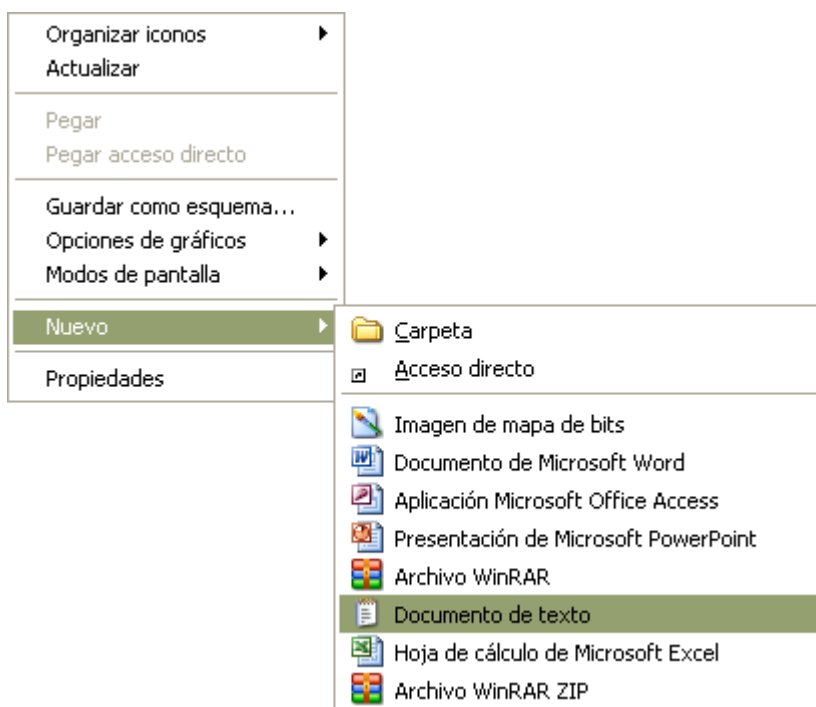 Organizar iconos
Actualizar
Pegar
Pegar acceso directo
Guardar como esquema...
Opciones de gráficos
Modos de pantalla
Nuevo
Propiedades
Carpeta
Acceso directo
Imagen de mapa de bits
Documento de Microsoft Word
Aplicación Microsoft Office Access
Presentación de Microsoft PowerPoint
Archivo WinRAR
Documento de texto
Hoja de cálculo de Microsoft Excel
Archivo WinRAR ZIP